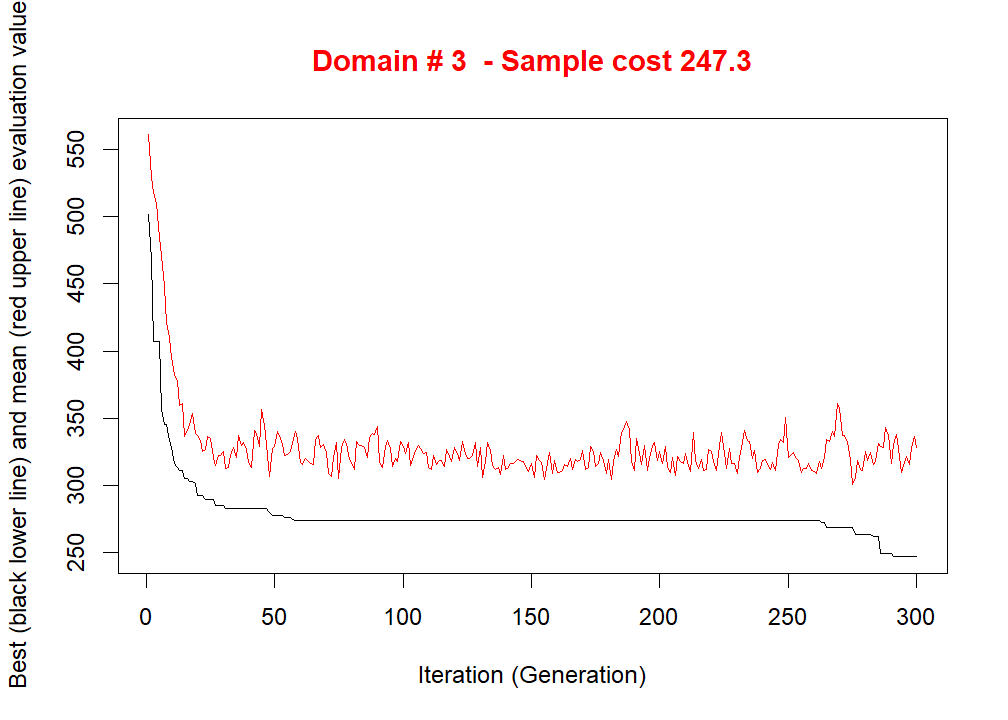 Domain # 3  - Sample cost 247.3
Best (black lower line) and mean (red upper line) evaluation value
550
500
450
400
350
300
250
0 50 100 150 200 250 300
Iteration (Generation)